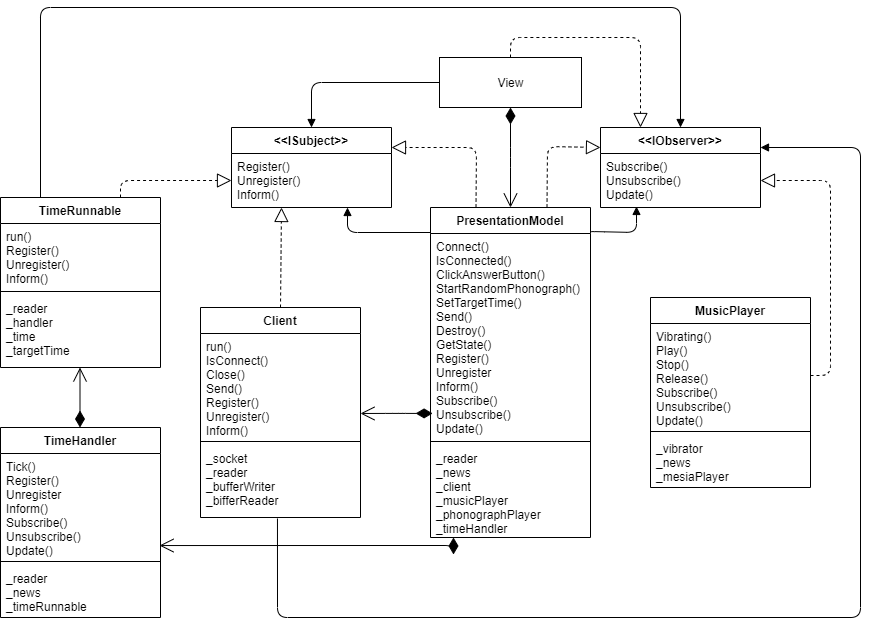 View
<<ISubject>>
Register()
Unregister()
Inform()
<<IObserver>>
Subscribe()
Unsubscribe()
Update()
TimeRunnable
run()
Register()
Unregister()
Inform()
_reader
_handler
_time
_targetTime
PresentationModel
Connect()
IsConnected()
ClickAnswerButton()
StartRandomPhonograph()
SetTargetTime()
Send()
Destroy()
GetState()
Register()
Unregister
Inform()
Subscribe()
Unsubscribe()
Update()
_reader
_news
_client
_musicPlayer
_phonographPlayer
_timeHandler
Client
run()
IsConnect()
Close()
Send()
Register()
Unregister()
Inform()
_socket
_reader
_bufferWriter
_bifferReader
MusicPlayer
Vibrating()
Play()
Stop()
Release()
Subscribe()
Unsubscribe()
Update()
_vibrator
_news
_mesiaPlayer
TimeHandler
Tick()
Register()
Unregister
Inform()
Subscribe()
Unsubscribe()
Update()
_reader
_news
_timeRunnable